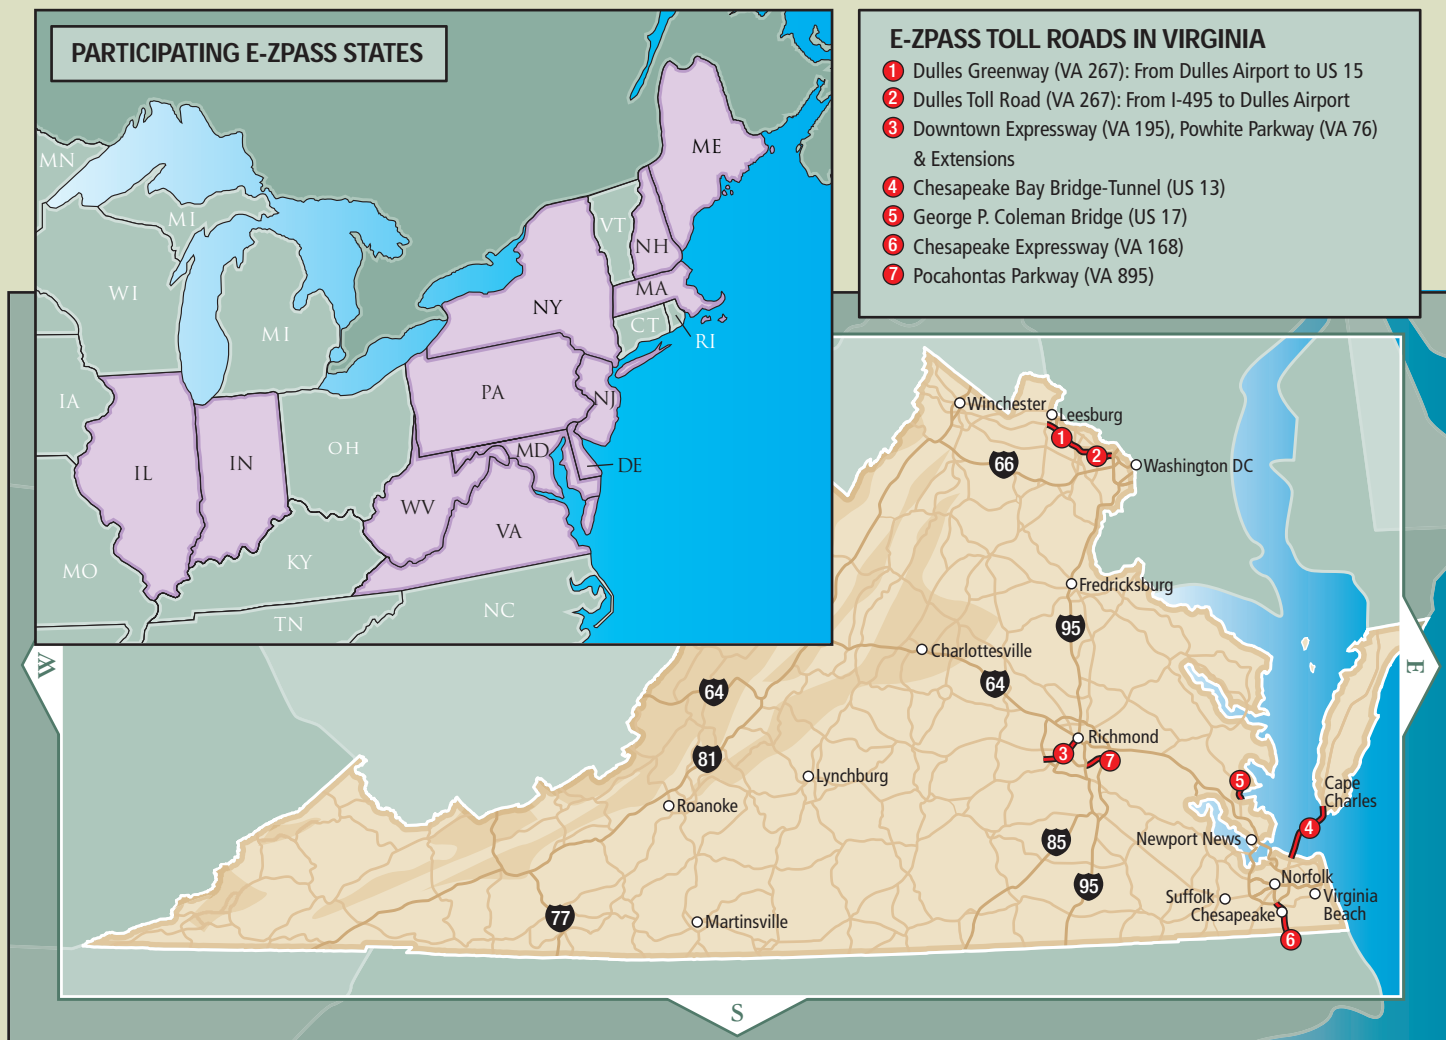 PARTICIPATING E-ZPASS STATES
MN
MI
WI
MI
IA
IL
IN
OH
MO
KY
TN
NC
WV
VA
PA
NY
NJ
MD
DE
VT
NH
ME
MA
CT
RI
E-ZPASS TOLL ROADS IN VIRGINIA
1 Dulles Greenway (VA 267): From Dulles Airport to US 15
2 Dulles Toll Road (VA 267): From I-495 to Dulles Airport
3 Downtown Expressway (VA 195), Powhite Parkway (VA 76)
& Extensions
4 Chesapeake Bay Bridge-Tunnel (US 13)
5 George P. Coleman Bridge (US 17)
6 Chesapeake Expressway (VA 168)
7 Pocahontas Parkway (VA 895)
Winchester
Leesburg
1
2
66
Washington DC
Fredricksburg
95
Charlottesville
64
64
W
E
81
Richmond
3
7
Lynchburg
Roanoke
5
Cape
Charles
4
85
Newport News
95
Norfolk
Suffolk
Virginia
Beach
Chesapeake
77
Martinsville
6
S